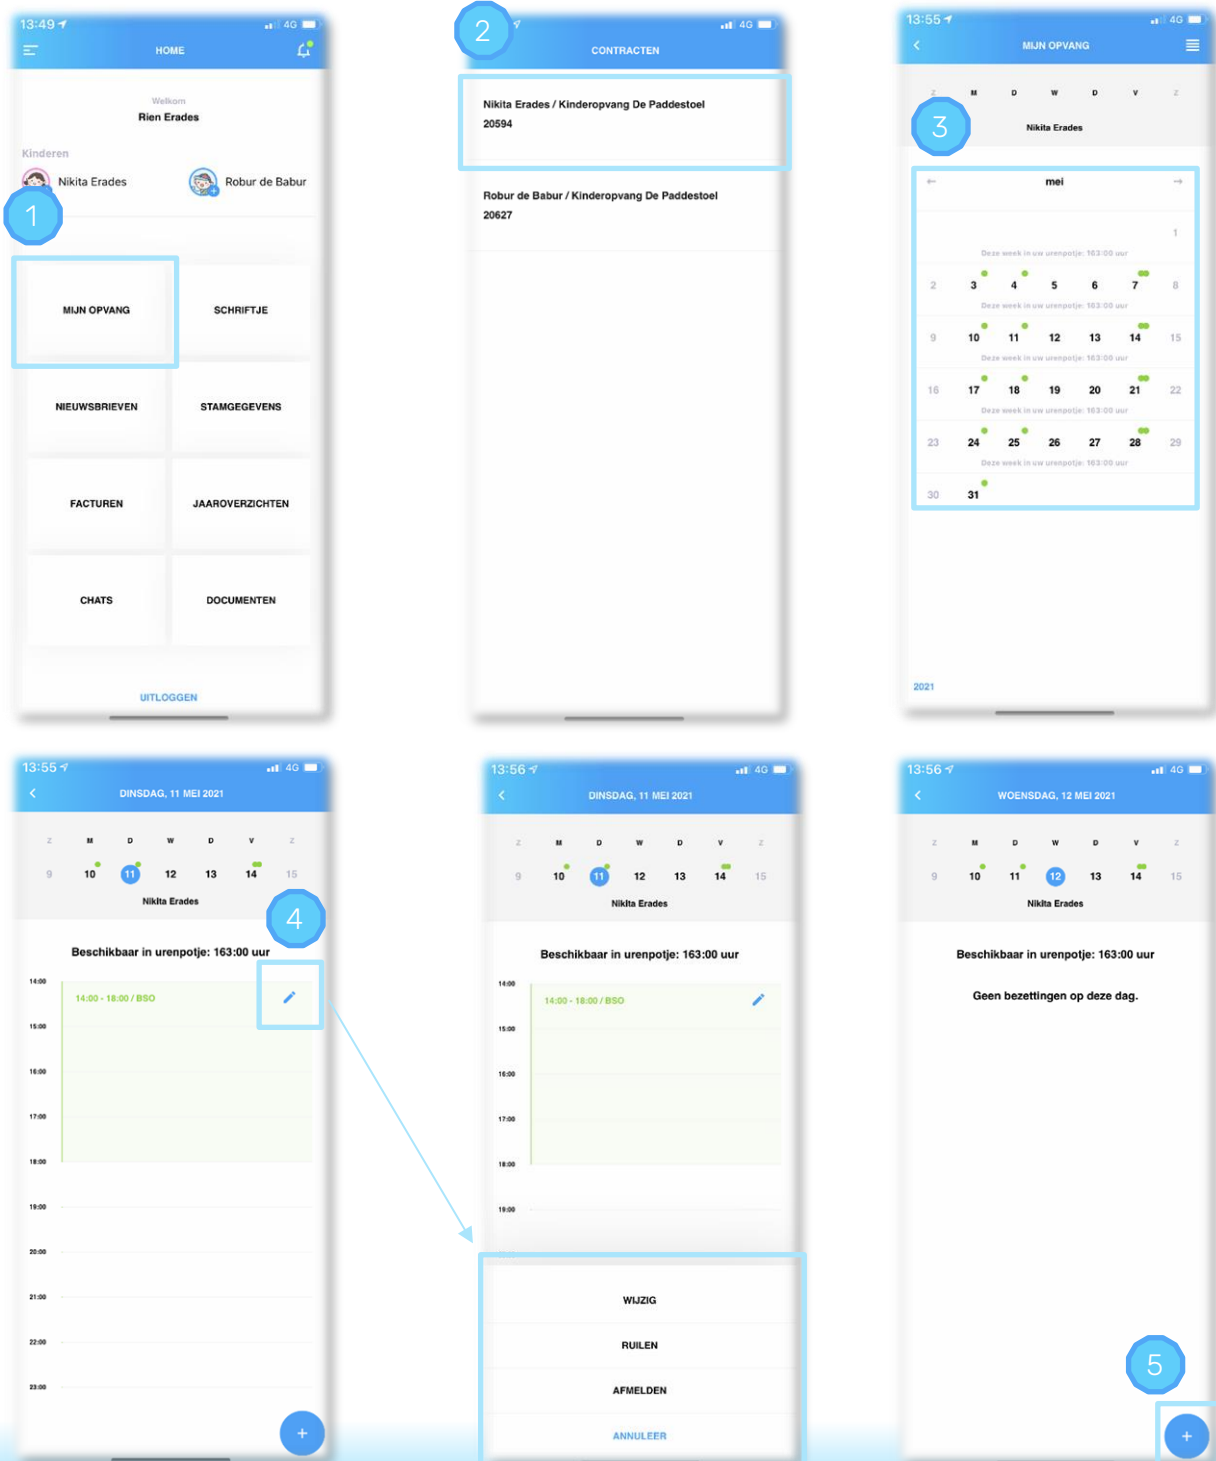 13:49
4G
HOME
Welkom
Rien Erades
Kinderen
Nikita Erades
Robur de Babur
1
MIJN OPVANG
SCHRIFTJE
NIEUWSBRIEVEN
STAMGEGEVENS
FACTUREN
JAAROVERZICHTEN
CHATS
DOCUMENTEN
UITLOGGEN
2
4G
CONTRACTEN
Nikita Erades / Kinderopvang De Paddestoel
20594
Robur de Babur / Kinderopvang De Paddestoel
20627
13:55
4G
MIJN OPVANG
Z M D W D V Z
3
Nikita Erades
← mei →
1
Deze week in uw urenpotje: 163:00 uur
2 3 4 5 6 7 8
Deze week in uw urenpotje: 163:00 uur
9 10 11 12 13 14 15
Deze week in uw urenpotje: 163:00 uur
16 17 18 19 20 21 22
Deze week in uw urenpotje: 163:00 uur
23 24 25 26 27 28 29
Deze week in uw urenpotje: 163:00 uur
30 31
2021
13:55
4G
DINSDAG, 11 MEI 2021
Z M D W D V Z
9 10 11 12 13 14 15
Nikita Erades
4
Beschikbaar in urenpotje: 163:00 uur
14:00
14:00 - 18:00 / BSO
15:00
16:00
17:00
18:00
19:00
20:00
21:00
22:00
23:00
+
13:56
4G
DINSDAG, 11 MEI 2021
Z M D W D V Z
9 10 11 12 13 14 15
Nikita Erades
Beschikbaar in urenpotje: 163:00 uur
14:00
14:00 - 18:00 / BSO
15:00
16:00
17:00
18:00
19:00
WIJZIG
RUILEN
AFMELDEN
ANNULEER
13:56
4G
WOENSDAG, 12 MEI 2021
Z M D W D V Z
9 10 11 12 13 14 15
Nikita Erades
Beschikbaar in urenpotje: 163:00 uur
Geen bezettingen op deze dag.
5
+